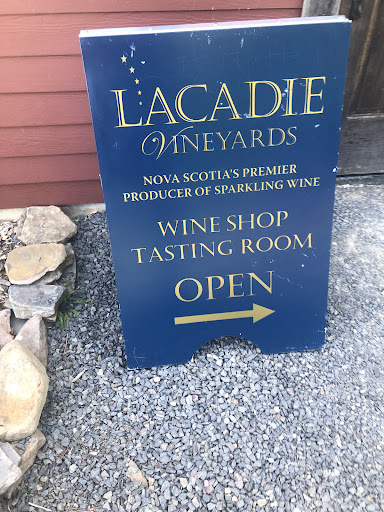 LACADIE
VINEYARDS
NOVA SCOTIA'S PREMIER
PRODUCER OF SPARKLING WINE
WINE SHOP
TASTING ROOM
OPEN